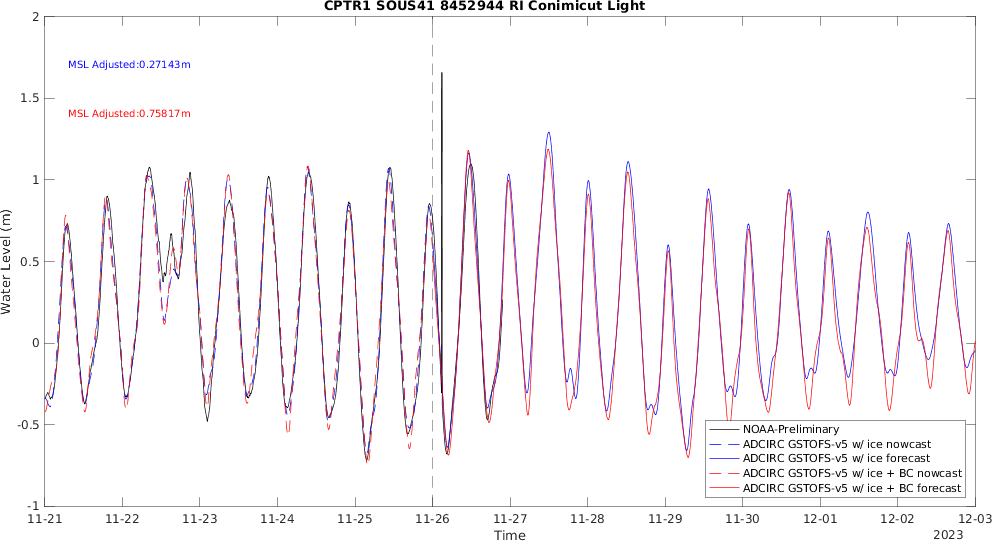 CPTR1 SOUS41 8452944 RI Conimicut Light
MSL Adjusted:0.27143m
MSL Adjusted:0.75817m
Water Level (m)
2
1.5
1
0.5
0
-0.5
-1
NOAA-Preliminary
ADCIRC GSTOFS-v5 w/ ice nowcast
ADCIRC GSTOFS-v5 w/ ice forecast
ADCIRC GSTOFS-v5 w/ ice + BC nowcast
ADCIRC GSTOFS-v5 w/ ice + BC forecast
11-21 11-22 11-23 11-24 11-25 11-26 11-27 11-28 11-29 11-30 12-01 12-02 12-03
Time
2023